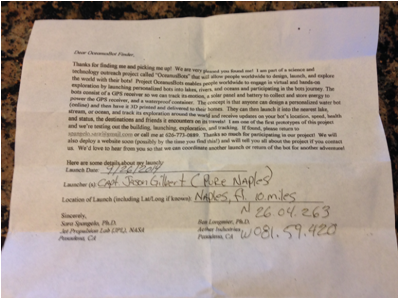 Dear Oceanealbots Finder,
Thanks for finding me and picking me up! We are very pleased you found me! I am part of a science and
technology outreach project called "Oceanealbots" that will allow people worldwide to design, launch, and explore
the world with their bots! Project Oceanealbots enables people worldwide to engage in virtual and hands-on
exploration by launching personalized bots into lakes, rivers, and oceans and participating in the bots journey. The
bots consist of a GPS receiver so we can track its motion, a solar panel and battery to collect and store energy to
power the GPS receiver, and a waterproof container. The concept is that anyone can design a personalized water bot
(online) and then have it 3D printed and delivered to their homes. They can then launch it into the nearest lake,
stream, or ocean, and track its exploration around the world and receive updates on your bot's location, speed, health
and status, the destinations and friends it encounters on its travels! I am one of the first prototypes of this project
and we're testing out the building, launching, exploration, and tracking. If found, please return to
or call me at 626-773-0889. Thanks so much for participating in our project! We will
also deploy a website soon (possibly by the time you find this!) and will tell you all about the project if you contact
us. We'd love to hear from you so that we can coordinate another launch or return of the bot for another adventure!
Here are some details about my launch:
Launch Date: 9/26/2014
Launcher (s): Capt Jason Gilbert (Pure Naples)
Location of Launch (including Lat/Long if known): Naples, fl. 10 miles
N 26.04.263
W 081.59.420
Sincerely,
Sara Spangelo, Ph.D.
Jet Propulsion Lab (JPL), NASA
Pasadena, CA
Ben Longmier, Ph.D.
Aether Industries
Pasadena, CA